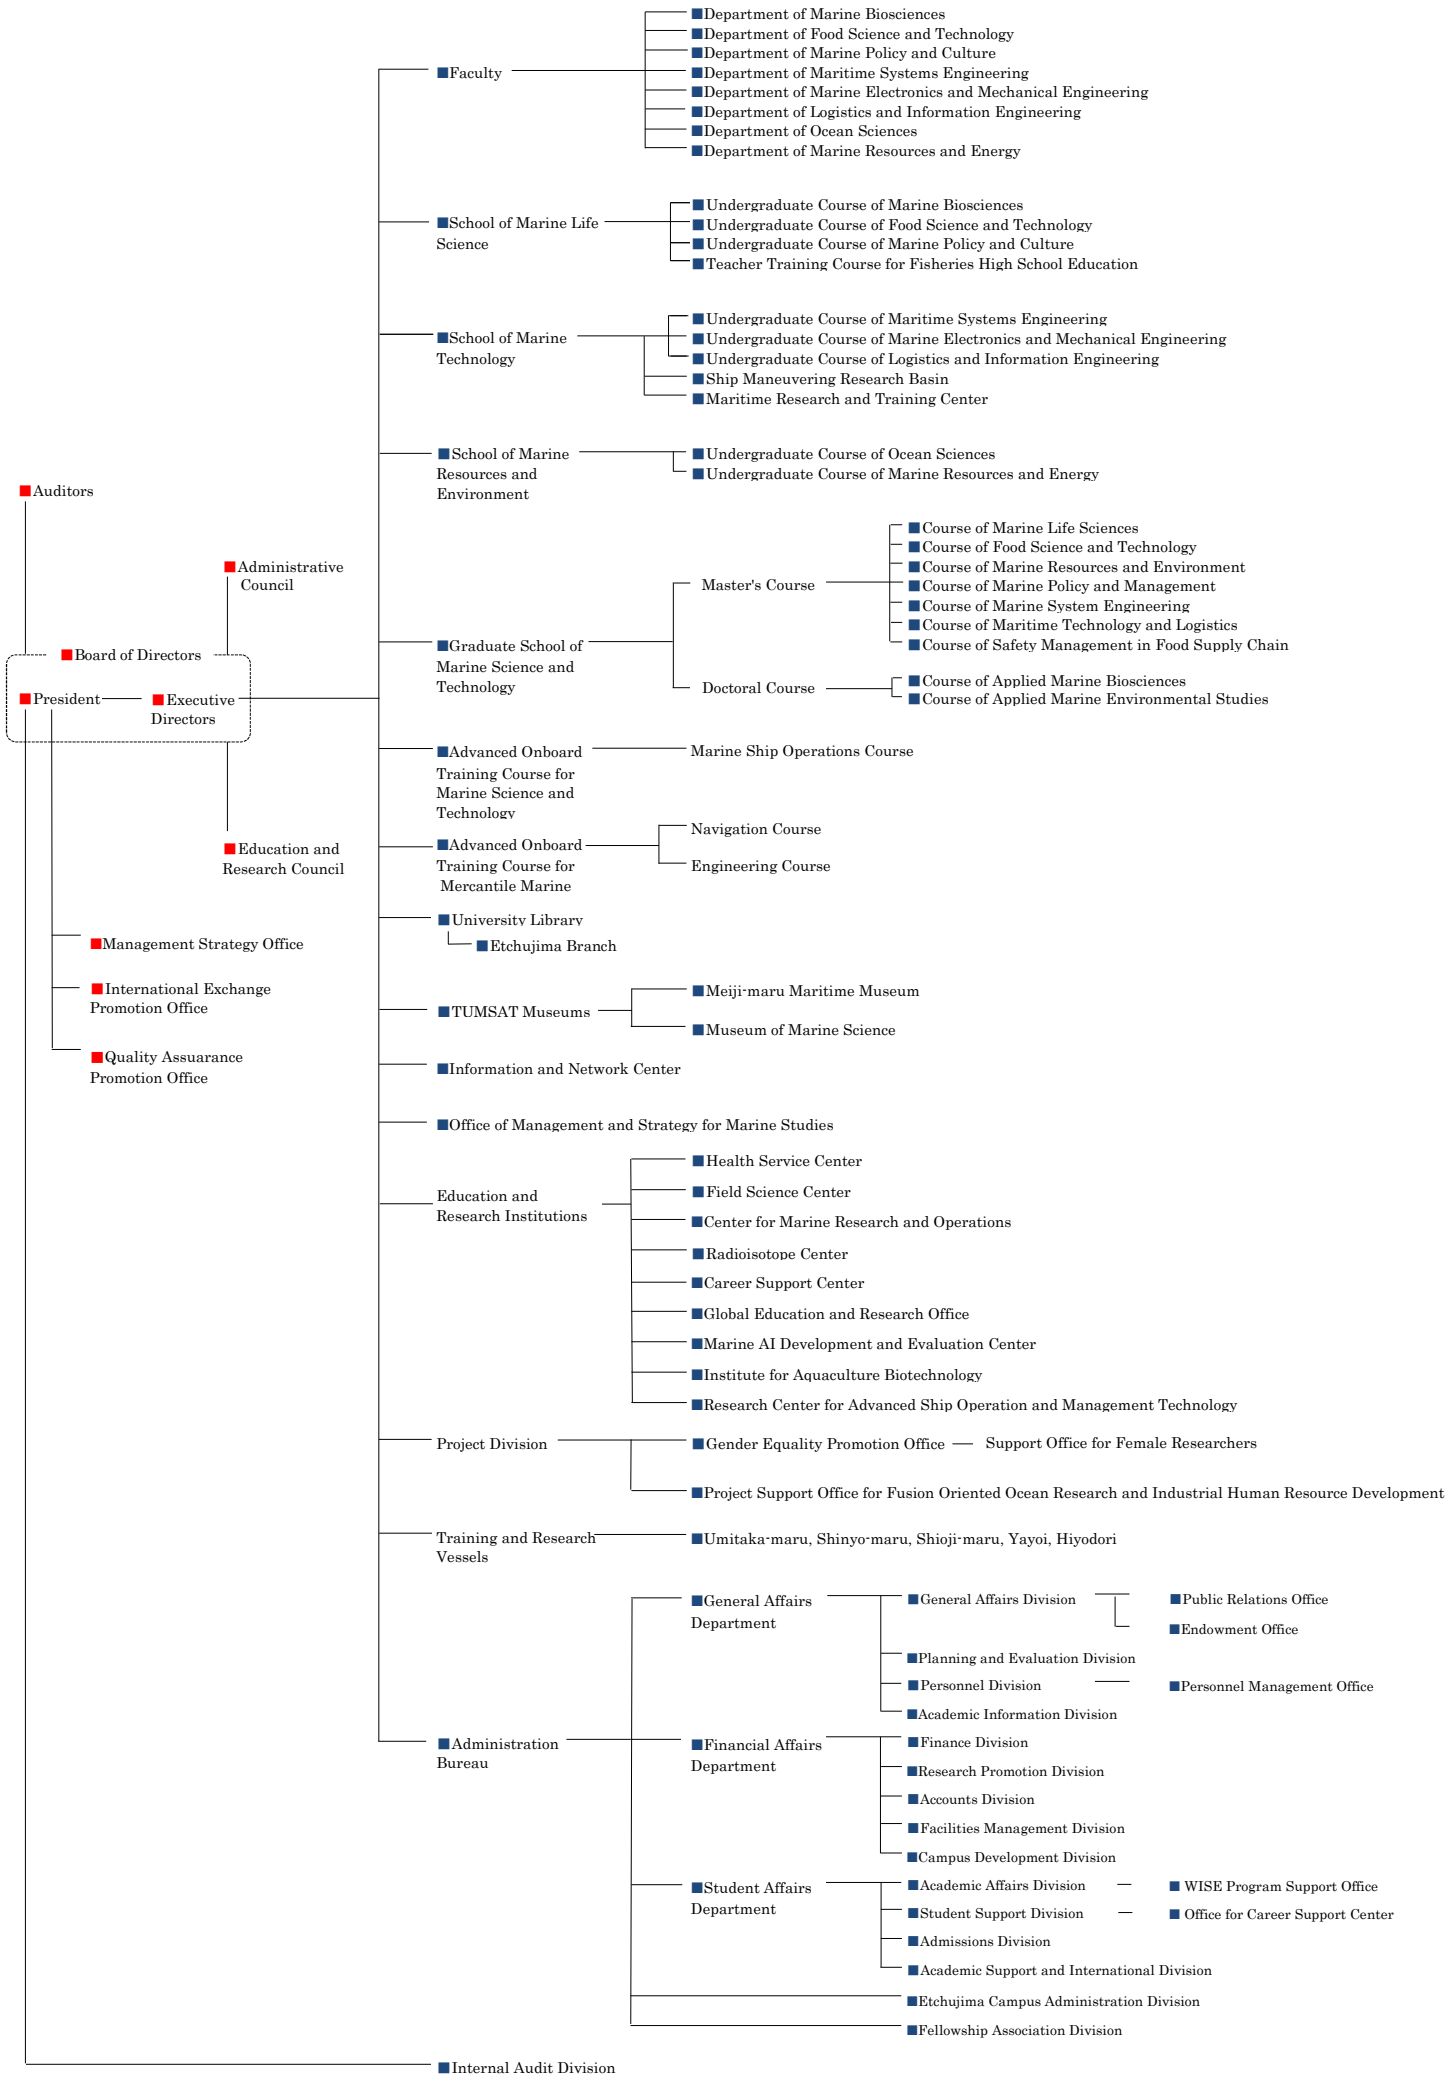 ■Department of Marine Biosciences
■Department of Food Science and Technology
■Department of Marine Policy and Culture
■Faculty
■Department of Maritime Systems Engineering
■Department of Marine Electronics and Mechanical Engineering
■Department of Logistics and Information Engineering
■Department of Ocean Sciences
■Department of Marine Resources and Energy
■School of Marine Life
Science
■Undergraduate Course of Marine Biosciences
■Undergraduate Course of Food Science and Technology
■Undergraduate Course of Marine Policy and Culture
■Teacher Training Course for Fisheries High School Education
■School of Marine
Technology
■Undergraduate Course of Maritime Systems Engineering
■Undergraduate Course of Marine Electronics and Mechanical Engineering
■Undergraduate Course of Logistics and Information Engineering
■Ship Maneuvering Research Basin
■Maritime Research and Training Center
■School of Marine
Resources and
Environment
■Undergraduate Course of Ocean Sciences
■Undergraduate Course of Marine Resources and Energy
■Auditors
■Administrative
Council
■Board of Directors
■President
■Executive
Directors
■Education and
Research Council
■Management Strategy Office
■International Exchange
Promotion Office
■Quality Assuarance
Promotion Office
■Graduate School of
Marine Science and
Technology
Master's Course
■Course of Marine Life Sciences
■Course of Food Science and Technology
■Course of Marine Resources and Environment
■Course of Marine Policy and Management
■Course of Marine System Engineering
■Course of Maritime Technology and Logistics
■Course of Safety Management in Food Supply Chain
Doctoral Course
■Course of Applied Marine Biosciences
■Course of Applied Marine Environmental Studies
■Advanced Onboard
Training Course for
Marine Science and
Technology
Marine Ship Operations Course
■Advanced Onboard
Training Course for
Mercantile Marine
Navigation Course
Engineering Course
■University Library
■Etchujima Branch
■TUMSAT Museums
■Meiji-maru Maritime Museum
■Museum of Marine Science
■Information and Network Center
■Office of Management and Strategy for Marine Studies
Education and
Research Institutions
■Health Service Center
■Field Science Center
■Center for Marine Research and Operations
■Radioisotope Center
■Career Support Center
■Global Education and Research Office
■Marine AI Development and Evaluation Center
■Institute for Aquaculture Biotechnology
■Research Center for Advanced Ship Operation and Management Technology
Project Division
■Gender Equality Promotion Office
Support Office for Female Researchers
■Project Support Office for Fusion Oriented Ocean Research and Industrial Human Resource Development
Training and Research
Vessels
■Umitaka-maru, Shinyo-maru, Shioji-maru, Yayoi, Hiyodori
■Administration
Bureau
■General Affairs
Department
■General Affairs Division
■Public Relations Office
■Endowment Office
■Planning and Evaluation Division
■Personnel Division
■Personnel Management Office
■Academic Information Division
■Financial Affairs
Department
■Finance Division
■Research Promotion Division
■Accounts Division
■Facilities Management Division
■Campus Development Division
■Student Affairs
Department
■Academic Affairs Division
■WISE Program Support Office
■Student Support Division
■Office for Career Support Center
■Admissions Division
■Academic Support and International Division
■Etchujima Campus Administration Division
■Fellowship Association Division
■Internal Audit Division